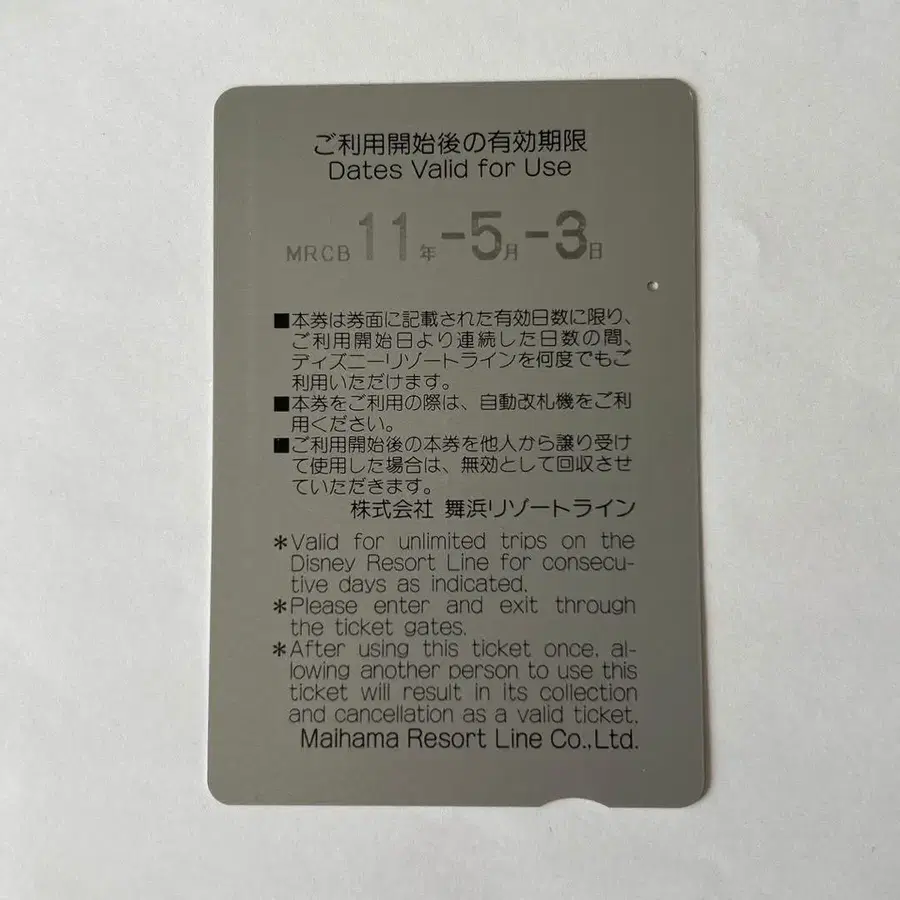 ご利用開始後の有効期限
Dates Valid for Use
MRCB 11年-5月-3日
■本券は券面に記載された有効日数に限り、
ご利用開始日より連続した日数の間、
ディズニーリゾートラインを何度でもご
利用いただけます。
■本券をご利用の際は、自動改札機をご利
用ください。
■ご利用開始後の本券を他人から譲り受け
て使用した場合は、無効として回収させ
ていただきます。
株式会社 舞浜リゾートライン
*Valid for unlimited trips on the
Disney Resort Line for consecu-
tive days as indicated.
*Please enter and exit through
the ticket gates.
*After using this ticket once, al-
lowing another person to use this
ticket will result in its collection
and cancellation as a valid ticket.
Maihama Resort Line Co.,Ltd.